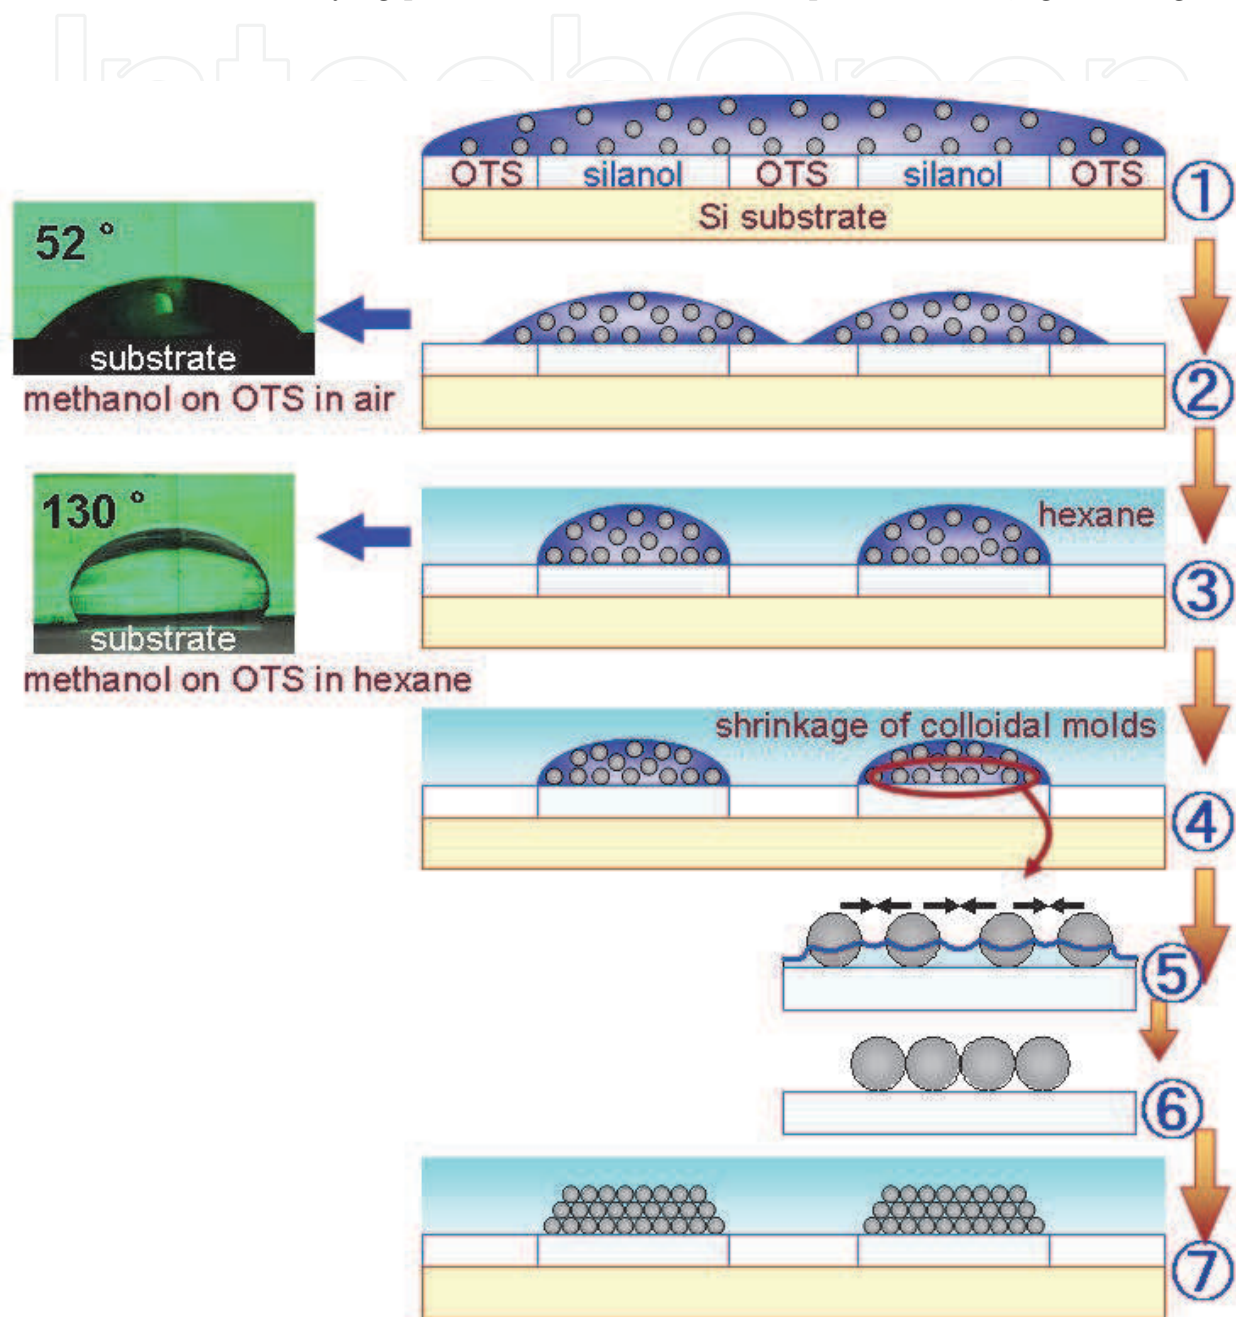 IntechOpen
OTS silanol OTS silanol OTS
Si substrate
①
52 °
substrate
methanol on OTS in air
②
130 °
substrate
methanol on OTS in hexane
hexane
③
shrinkage of colloidal molds
④
⑤
⑥
⑦